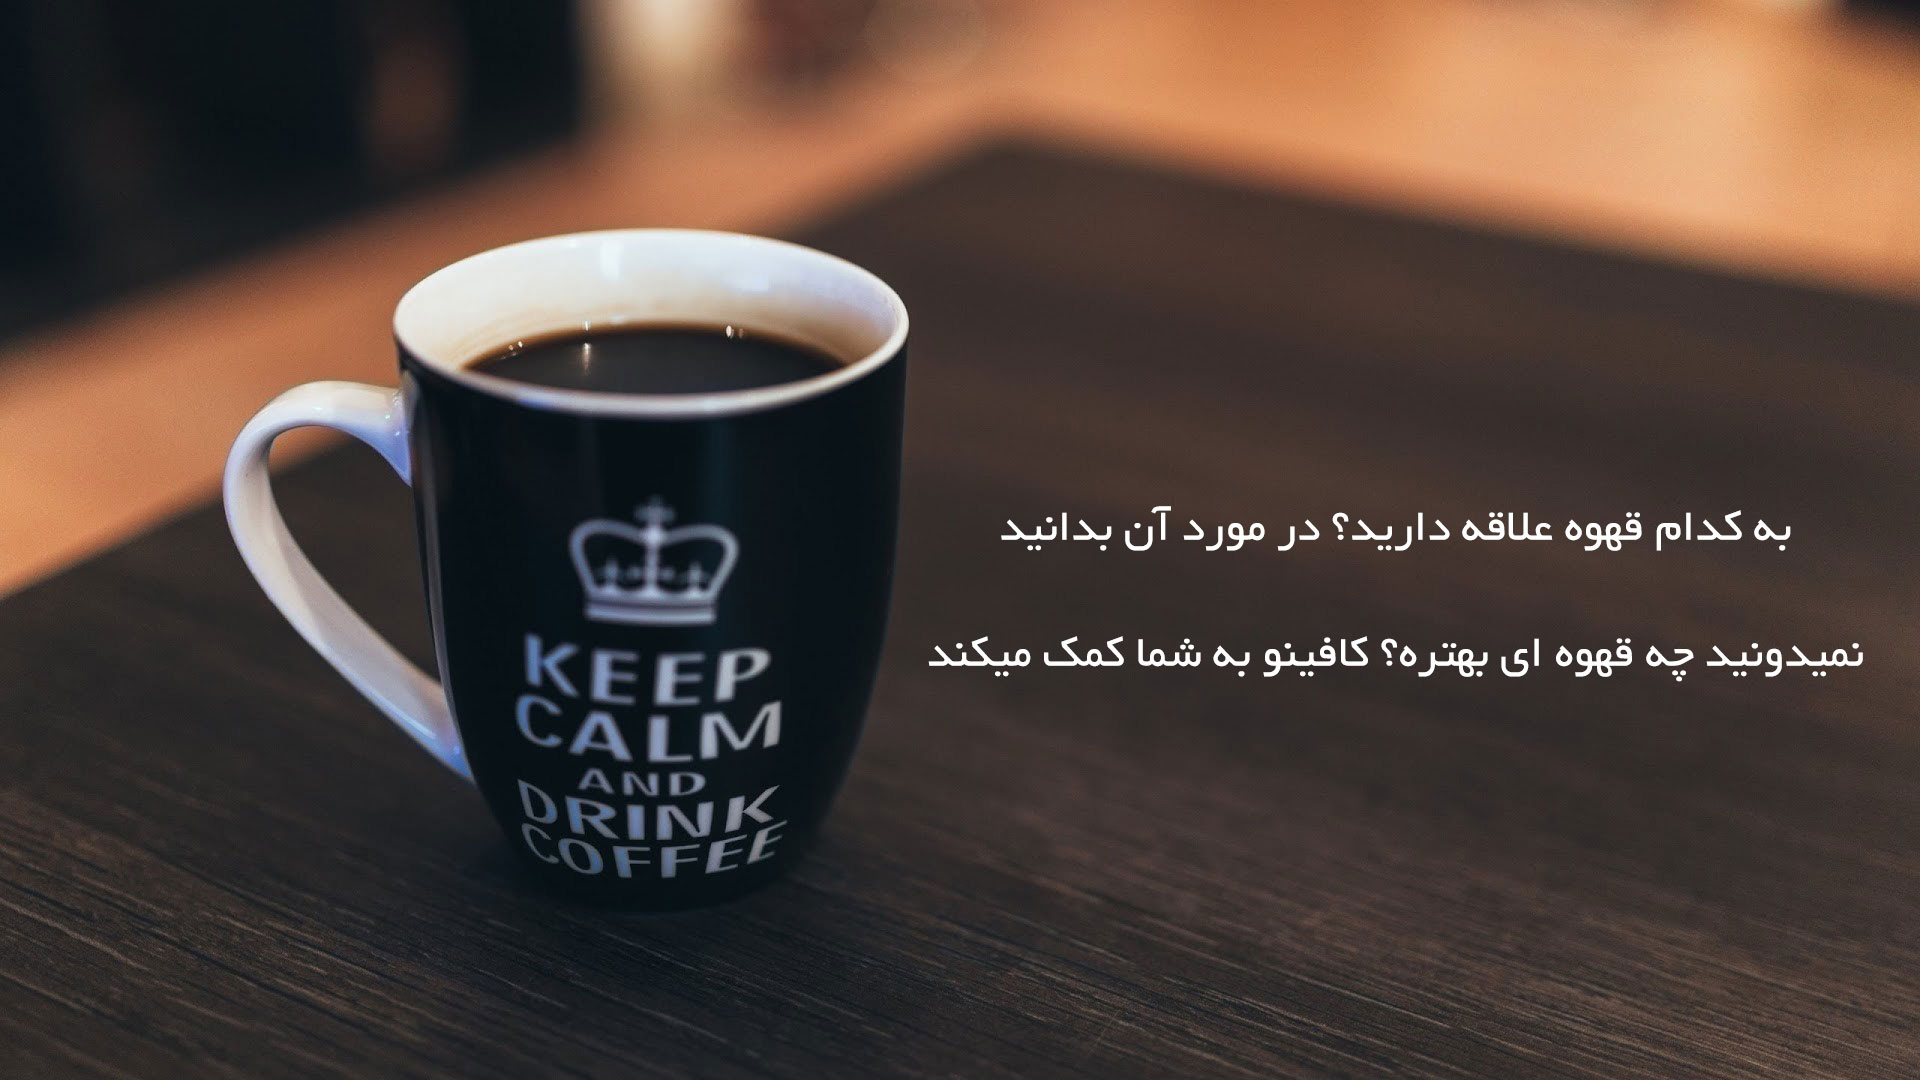 به کدام قهوه علاقه دارید؟ در مورد آن بدانید
نمیدونید چه قهوه ای بهتره؟ کافینو به شما کمک میکند
KEEP
CALM
AND
DRINK
COFFEE